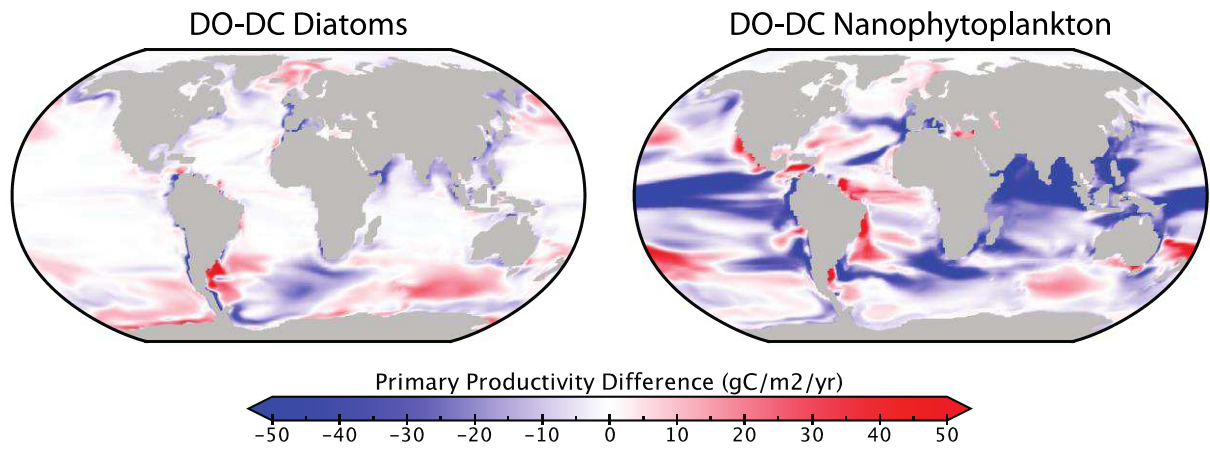 DO-DC Diatoms
DO-DC Nanophytoplankton
Primary Productivity Difference (gC/m2/yr)
−50 −40 −30 −20 −10 0 10 20 30 40 50